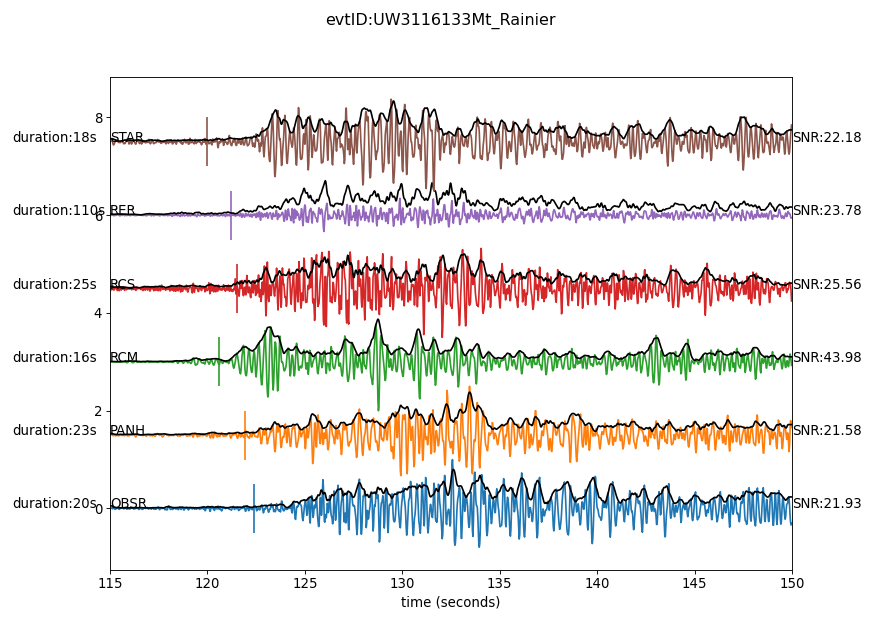 evtID:UW3116133Mt_Rainier
8
duration:18s STAR SNR:22.18
duration:110s RER SNR:23.78
6
duration:25s RCS SNR:25.56
4
duration:16s RCM SNR:43.98
2
duration:23s PANH SNR:21.58
duration:20s OBSR SNR:21.93
0
115 120 125 130 135 140 145 150
time (seconds)